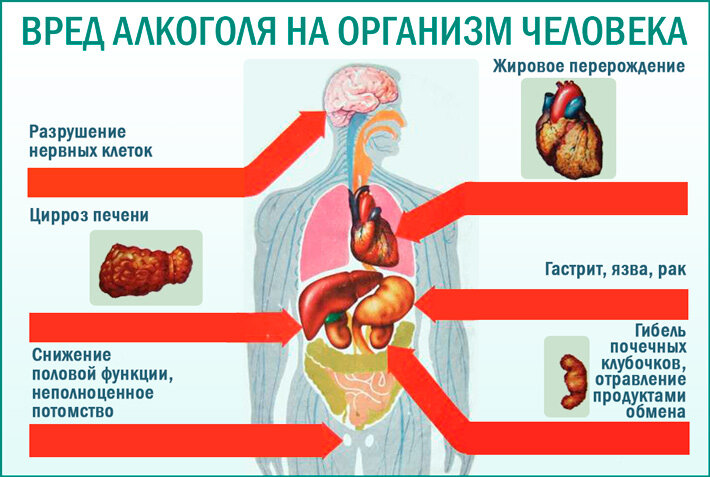 ВРЕД АЛКОГОЛЯ НА ОРГАНИЗМ ЧЕЛОВЕКА
Жировое перерождение
Разрушение
нервных клеток
Цирроз печени
Гастрит, язва, рак
Снижение
половой функции,
неполноценное
потомство
Гибель
почечных
клубочков,
отравление
продуктами
обмена